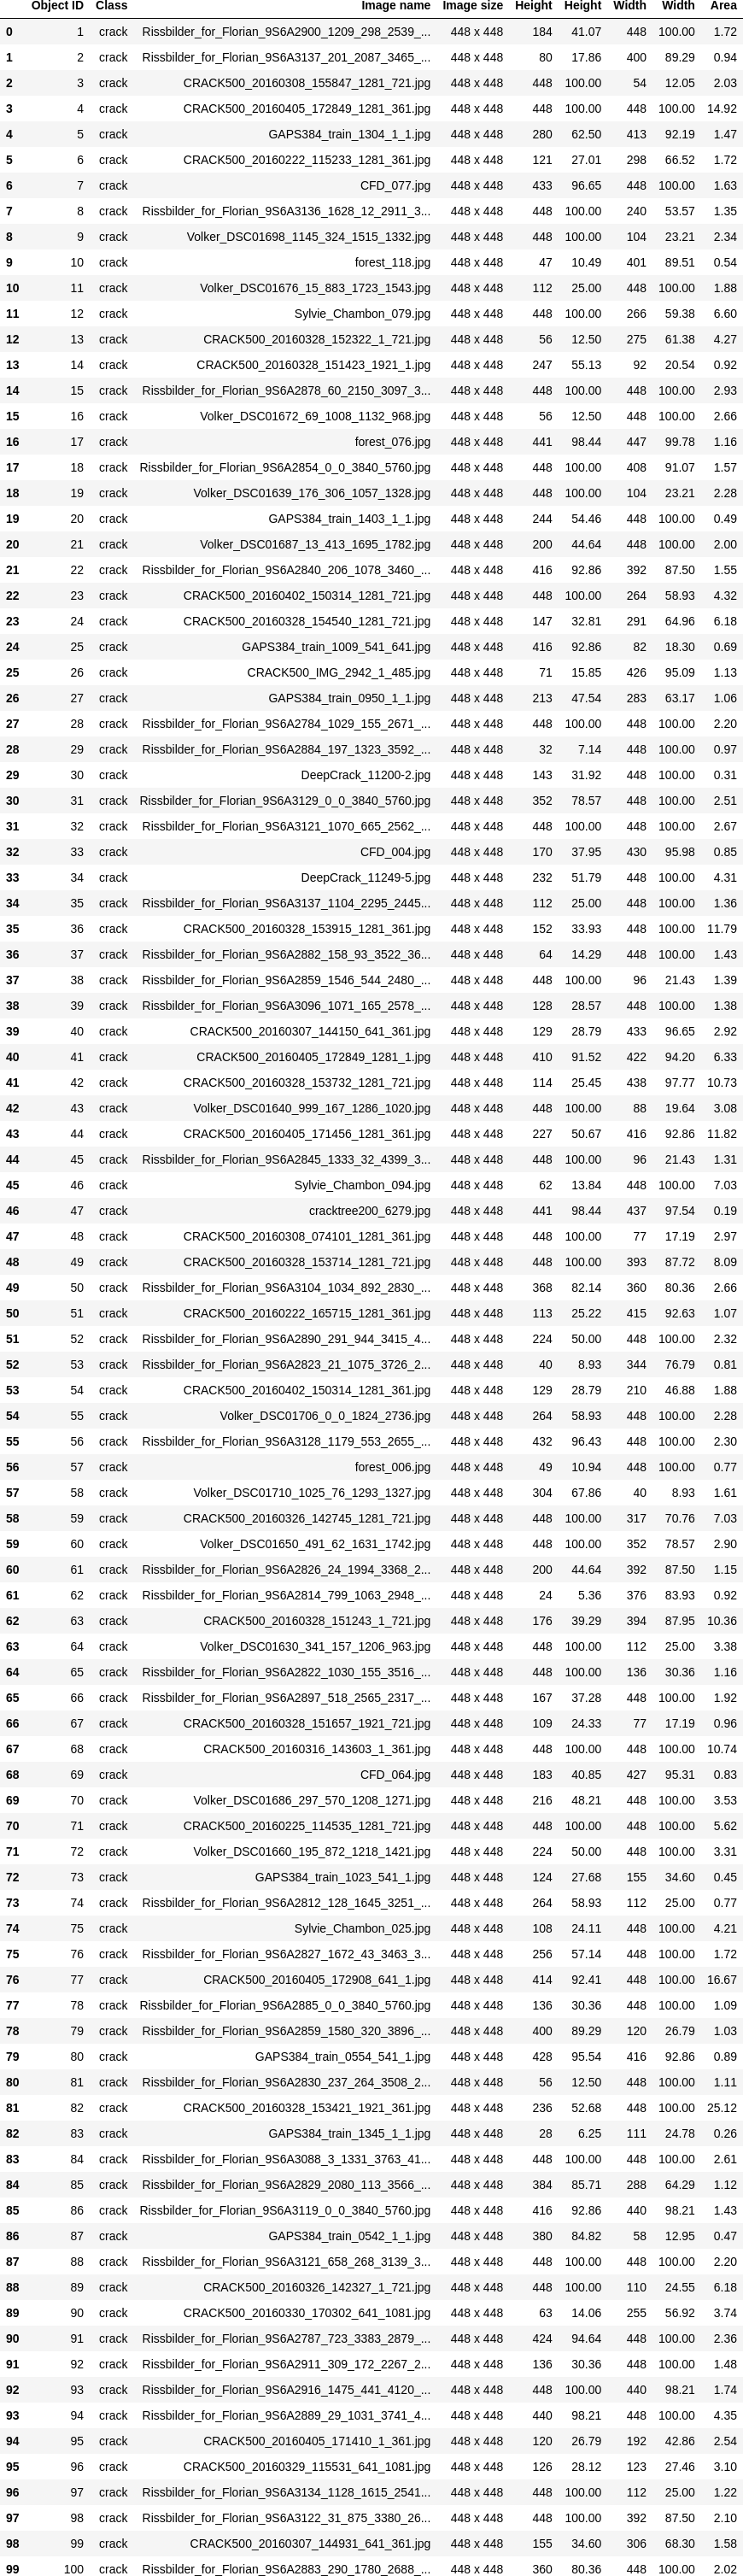 Object ID Class Image name Image size Height Height Width Width Area
0 1 crack Rissbilder_for_Florian_9S6A2900_1209_298_2539_... 448 x 448 184 41.07 448 100.00 1.72
1 2 crack Rissbilder_for_Florian_9S6A3137_201_2087_3465_... 448 x 448 80 17.86 400 89.29 0.94
2 3 crack CRACK500_20160308_155847_1281_721.jpg 448 x 448 448 100.00 54 12.05 2.03
3 4 crack CRACK500_20160405_172849_1281_361.jpg 448 x 448 448 100.00 448 100.00 14.92
4 5 crack GAPS384_train_1304_1_1.jpg 448 x 448 280 62.50 413 92.19 1.47
5 6 crack CRACK500_20160222_115233_1281_361.jpg 448 x 448 121 27.01 298 66.52 1.72
6 7 crack CFD_077.jpg 448 x 448 433 96.65 448 100.00 1.63
7 8 crack Rissbilder_for_Florian_9S6A3136_1628_12_2911_3... 448 x 448 448 100.00 240 53.57 1.35
8 9 crack Volker_DSC01698_1145_324_1515_1332.jpg 448 x 448 448 100.00 104 23.21 2.34
9 10 crack forest_118.jpg 448 x 448 47 10.49 401 89.51 0.54
10 11 crack Volker_DSC01676_15_883_1723_1543.jpg 448 x 448 112 25.00 448 100.00 1.88
11 12 crack Sylvie_Chambon_079.jpg 448 x 448 448 100.00 266 59.38 6.60
12 13 crack CRACK500_20160328_152322_1_721.jpg 448 x 448 56 12.50 275 61.38 4.27
13 14 crack CRACK500_20160328_151423_1921_1.jpg 448 x 448 247 55.13 92 20.54 0.92
14 15 crack Rissbilder_for_Florian_9S6A2878_60_2150_3097_3... 448 x 448 448 100.00 448 100.00 2.93
15 16 crack Volker_DSC01672_69_1008_1132_968.jpg 448 x 448 56 12.50 448 100.00 2.66
16 17 crack forest_076.jpg 448 x 448 441 98.44 447 99.78 1.16
17 18 crack Rissbilder_for_Florian_9S6A2854_0_0_3840_5760.jpg 448 x 448 448 100.00 408 91.07 1.57
18 19 crack Volker_DSC01639_176_306_1057_1328.jpg 448 x 448 448 100.00 104 23.21 2.28
19 20 crack GAPS384_train_1403_1_1.jpg 448 x 448 244 54.46 448 100.00 0.49
20 21 crack Volker_DSC01687_13_413_1695_1782.jpg 448 x 448 200 44.64 448 100.00 2.00
21 22 crack Rissbilder_for_Florian_9S6A2840_206_1078_3460_... 448 x 448 416 92.86 392 87.50 1.55
22 23 crack CRACK500_20160402_150314_1281_721.jpg 448 x 448 448 100.00 264 58.93 4.32
23 24 crack CRACK500_20160328_154540_1281_721.jpg 448 x 448 147 32.81 291 64.96 6.18
24 25 crack GAPS384_train_1009_541_641.jpg 448 x 448 416 92.86 82 18.30 0.69
25 26 crack CRACK500_IMG_2942_1_485.jpg 448 x 448 71 15.85 426 95.09 1.13
26 27 crack GAPS384_train_0950_1_1.jpg 448 x 448 213 47.54 283 63.17 1.06
27 28 crack Rissbilder_for_Florian_9S6A2784_1029_155_2671_... 448 x 448 448 100.00 448 100.00 2.20
28 29 crack Rissbilder_for_Florian_9S6A2884_197_1323_3592_... 448 x 448 32 7.14 448 100.00 0.97
29 30 crack DeepCrack_11200-2.jpg 448 x 448 143 31.92 448 100.00 0.31
30 31 crack Rissbilder_for_Florian_9S6A3129_0_0_3840_5760.jpg 448 x 448 352 78.57 448 100.00 2.51
31 32 crack Rissbilder_for_Florian_9S6A3121_1070_665_2562_... 448 x 448 448 100.00 448 100.00 2.67
32 33 crack CFD_004.jpg 448 x 448 170 37.95 430 95.98 0.85
33 34 crack DeepCrack_11249-5.jpg 448 x 448 232 51.79 448 100.00 4.31
34 35 crack Rissbilder_for_Florian_9S6A3137_1104_2295_2445... 448 x 448 112 25.00 448 100.00 1.36
35 36 crack CRACK500_20160328_153915_1281_361.jpg 448 x 448 152 33.93 448 100.00 11.79
36 37 crack Rissbilder_for_Florian_9S6A2882_158_93_3522_36... 448 x 448 64 14.29 448 100.00 1.43
37 38 crack Rissbilder_for_Florian_9S6A2859_1546_544_2480_... 448 x 448 448 100.00 96 21.43 1.39
38 39 crack Rissbilder_for_Florian_9S6A3096_1071_165_2578_... 448 x 448 128 28.57 448 100.00 1.38
39 40 crack CRACK500_20160307_144150_641_361.jpg 448 x 448 129 28.79 433 96.65 2.92
40 41 crack CRACK500_20160405_172849_1281_1.jpg 448 x 448 410 91.52 422 94.20 6.33
41 42 crack CRACK500_20160328_153732_1281_721.jpg 448 x 448 114 25.45 438 97.77 10.73
42 43 crack Volker_DSC01640_999_167_1286_1020.jpg 448 x 448 448 100.00 88 19.64 3.08
43 44 crack CRACK500_20160405_171456_1281_361.jpg 448 x 448 227 50.67 416 92.86 11.82
44 45 crack Rissbilder_for_Florian_9S6A2845_1333_32_4399_3... 448 x 448 448 100.00 96 21.43 1.31
45 46 crack Sylvie_Chambon_094.jpg 448 x 448 62 13.84 448 100.00 7.03
46 47 crack cracktree200_6279.jpg 448 x 448 441 98.44 437 97.54 0.19
47 48 crack CRACK500_20160308_074101_1281_361.jpg 448 x 448 448 100.00 77 17.19 2.97
48 49 crack CRACK500_20160328_153714_1281_721.jpg 448 x 448 448 100.00 393 87.72 8.09
49 50 crack Rissbilder_for_Florian_9S6A3104_1034_892_2830_... 448 x 448 368 82.14 360 80.36 2.66
50 51 crack CRACK500_20160222_165715_1281_361.jpg 448 x 448 113 25.22 415 92.63 1.07
51 52 crack Rissbilder_for_Florian_9S6A2890_291_944_3415_4... 448 x 448 224 50.00 448 100.00 2.32
52 53 crack Rissbilder_for_Florian_9S6A2823_21_1075_3726_2... 448 x 448 40 8.93 344 76.79 0.81
53 54 crack CRACK500_20160402_150314_1281_361.jpg 448 x 448 129 28.79 210 46.88 1.88
54 55 crack Volker_DSC01706_0_0_1824_2736.jpg 448 x 448 264 58.93 448 100.00 2.28
55 56 crack Rissbilder_for_Florian_9S6A3128_1179_553_2655_... 448 x 448 432 96.43 448 100.00 2.30
56 57 crack forest_006.jpg 448 x 448 49 10.94 448 100.00 0.77
57 58 crack Volker_DSC01710_1025_76_1293_1327.jpg 448 x 448 304 67.86 40 8.93 1.61
58 59 crack CRACK500_20160326_142745_1281_721.jpg 448 x 448 448 100.00 317 70.76 7.03
59 60 crack Volker_DSC01650_491_62_1631_1742.jpg 448 x 448 448 100.00 352 78.57 2.90
60 61 crack Rissbilder_for_Florian_9S6A2826_24_1994_3368_2... 448 x 448 200 44.64 392 87.50 1.15
61 62 crack Rissbilder_for_Florian_9S6A2814_799_1063_2948_... 448 x 448 24 5.36 376 83.93 0.92
62 63 crack CRACK500_20160328_151243_1_721.jpg 448 x 448 176 39.29 394 87.95 10.36
63 64 crack Volker_DSC01630_341_157_1206_963.jpg 448 x 448 448 100.00 112 25.00 3.38
64 65 crack Rissbilder_for_Florian_9S6A2822_1030_155_3516_... 448 x 448 448 100.00 136 30.36 1.16
65 66 crack Rissbilder_for_Florian_9S6A2897_518_2565_2317_... 448 x 448 167 37.28 448 100.00 1.92
66 67 crack CRACK500_20160328_151657_1921_721.jpg 448 x 448 109 24.33 77 17.19 0.96
67 68 crack CRACK500_20160316_143603_1_361.jpg 448 x 448 448 100.00 448 100.00 10.74
68 69 crack CFD_064.jpg 448 x 448 183 40.85 427 95.31 0.83
69 70 crack Volker_DSC01686_297_570_1208_1271.jpg 448 x 448 216 48.21 448 100.00 3.53
70 71 crack CRACK500_20160225_114535_1281_721.jpg 448 x 448 448 100.00 448 100.00 5.62
71 72 crack Volker_DSC01660_195_872_1218_1421.jpg 448 x 448 224 50.00 448 100.00 3.31
72 73 crack GAPS384_train_1023_541_1.jpg 448 x 448 124 27.68 155 34.60 0.45
73 74 crack Rissbilder_for_Florian_9S6A2812_128_1645_3251_... 448 x 448 264 58.93 112 25.00 0.77
74 75 crack Sylvie_Chambon_025.jpg 448 x 448 108 24.11 448 100.00 4.21
75 76 crack Rissbilder_for_Florian_9S6A2827_1672_43_3463_3... 448 x 448 256 57.14 448 100.00 1.72
76 77 crack CRACK500_20160405_172908_641_1.jpg 448 x 448 414 92.41 448 100.00 16.67
77 78 crack Rissbilder_for_Florian_9S6A2885_0_0_3840_5760.jpg 448 x 448 136 30.36 448 100.00 1.09
78 79 crack Rissbilder_for_Florian_9S6A2859_1580_320_3896_... 448 x 448 400 89.29 120 26.79 1.03
79 80 crack GAPS384_train_0554_541_1.jpg 448 x 448 428 95.54 416 92.86 0.89
80 81 crack Rissbilder_for_Florian_9S6A2830_237_264_3508_2... 448 x 448 56 12.50 448 100.00 1.11
81 82 crack CRACK500_20160328_153421_1921_361.jpg 448 x 448 236 52.68 448 100.00 25.12
82 83 crack GAPS384_train_1345_1_1.jpg 448 x 448 28 6.25 111 24.78 0.26
83 84 crack Rissbilder_for_Florian_9S6A3088_3_1331_3763_41... 448 x 448 448 100.00 448 100.00 2.61
84 85 crack Rissbilder_for_Florian_9S6A2829_2080_113_3566_... 448 x 448 384 85.71 288 64.29 1.12
85 86 crack Rissbilder_for_Florian_9S6A3119_0_0_3840_5760.jpg 448 x 448 416 92.86 440 98.21 1.43
86 87 crack GAPS384_train_0542_1_1.jpg 448 x 448 380 84.82 58 12.95 0.47
87 88 crack Rissbilder_for_Florian_9S6A3121_658_268_3139_3... 448 x 448 448 100.00 448 100.00 2.20
88 89 crack CRACK500_20160326_142327_1_721.jpg 448 x 448 448 100.00 110 24.55 6.18
89 90 crack CRACK500_20160330_170302_641_1081.jpg 448 x 448 63 14.06 255 56.92 3.74
90 91 crack Rissbilder_for_Florian_9S6A2787_723_3383_2879_... 448 x 448 424 94.64 448 100.00 2.36
91 92 crack Rissbilder_for_Florian_9S6A2911_309_172_2267_2... 448 x 448 136 30.36 448 100.00 1.48
92 93 crack Rissbilder_for_Florian_9S6A2916_1475_441_4120_... 448 x 448 448 100.00 440 98.21 1.74
93 94 crack Rissbilder_for_Florian_9S6A2889_29_1031_3741_4... 448 x 448 440 98.21 448 100.00 4.35
94 95 crack CRACK500_20160405_171410_1_361.jpg 448 x 448 120 26.79 192 42.86 2.54
95 96 crack CRACK500_20160329_115531_641_1081.jpg 448 x 448 126 28.12 123 27.46 3.10
96 97 crack Rissbilder_for_Florian_9S6A3134_1128_1615_2541... 448 x 448 448 100.00 112 25.00 1.22
97 98 crack Rissbilder_for_Florian_9S6A3122_31_875_3380_26... 448 x 448 448 100.00 392 87.50 2.10
98 99 crack CRACK500_20160307_144931_641_361.jpg 448 x 448 155 34.60 306 68.30 1.58
99 100 crack Rissbilder_for_Florian_9S6A2883_290_1780_2688_... 448 x 448 360 80.36 448 100.00 2.02